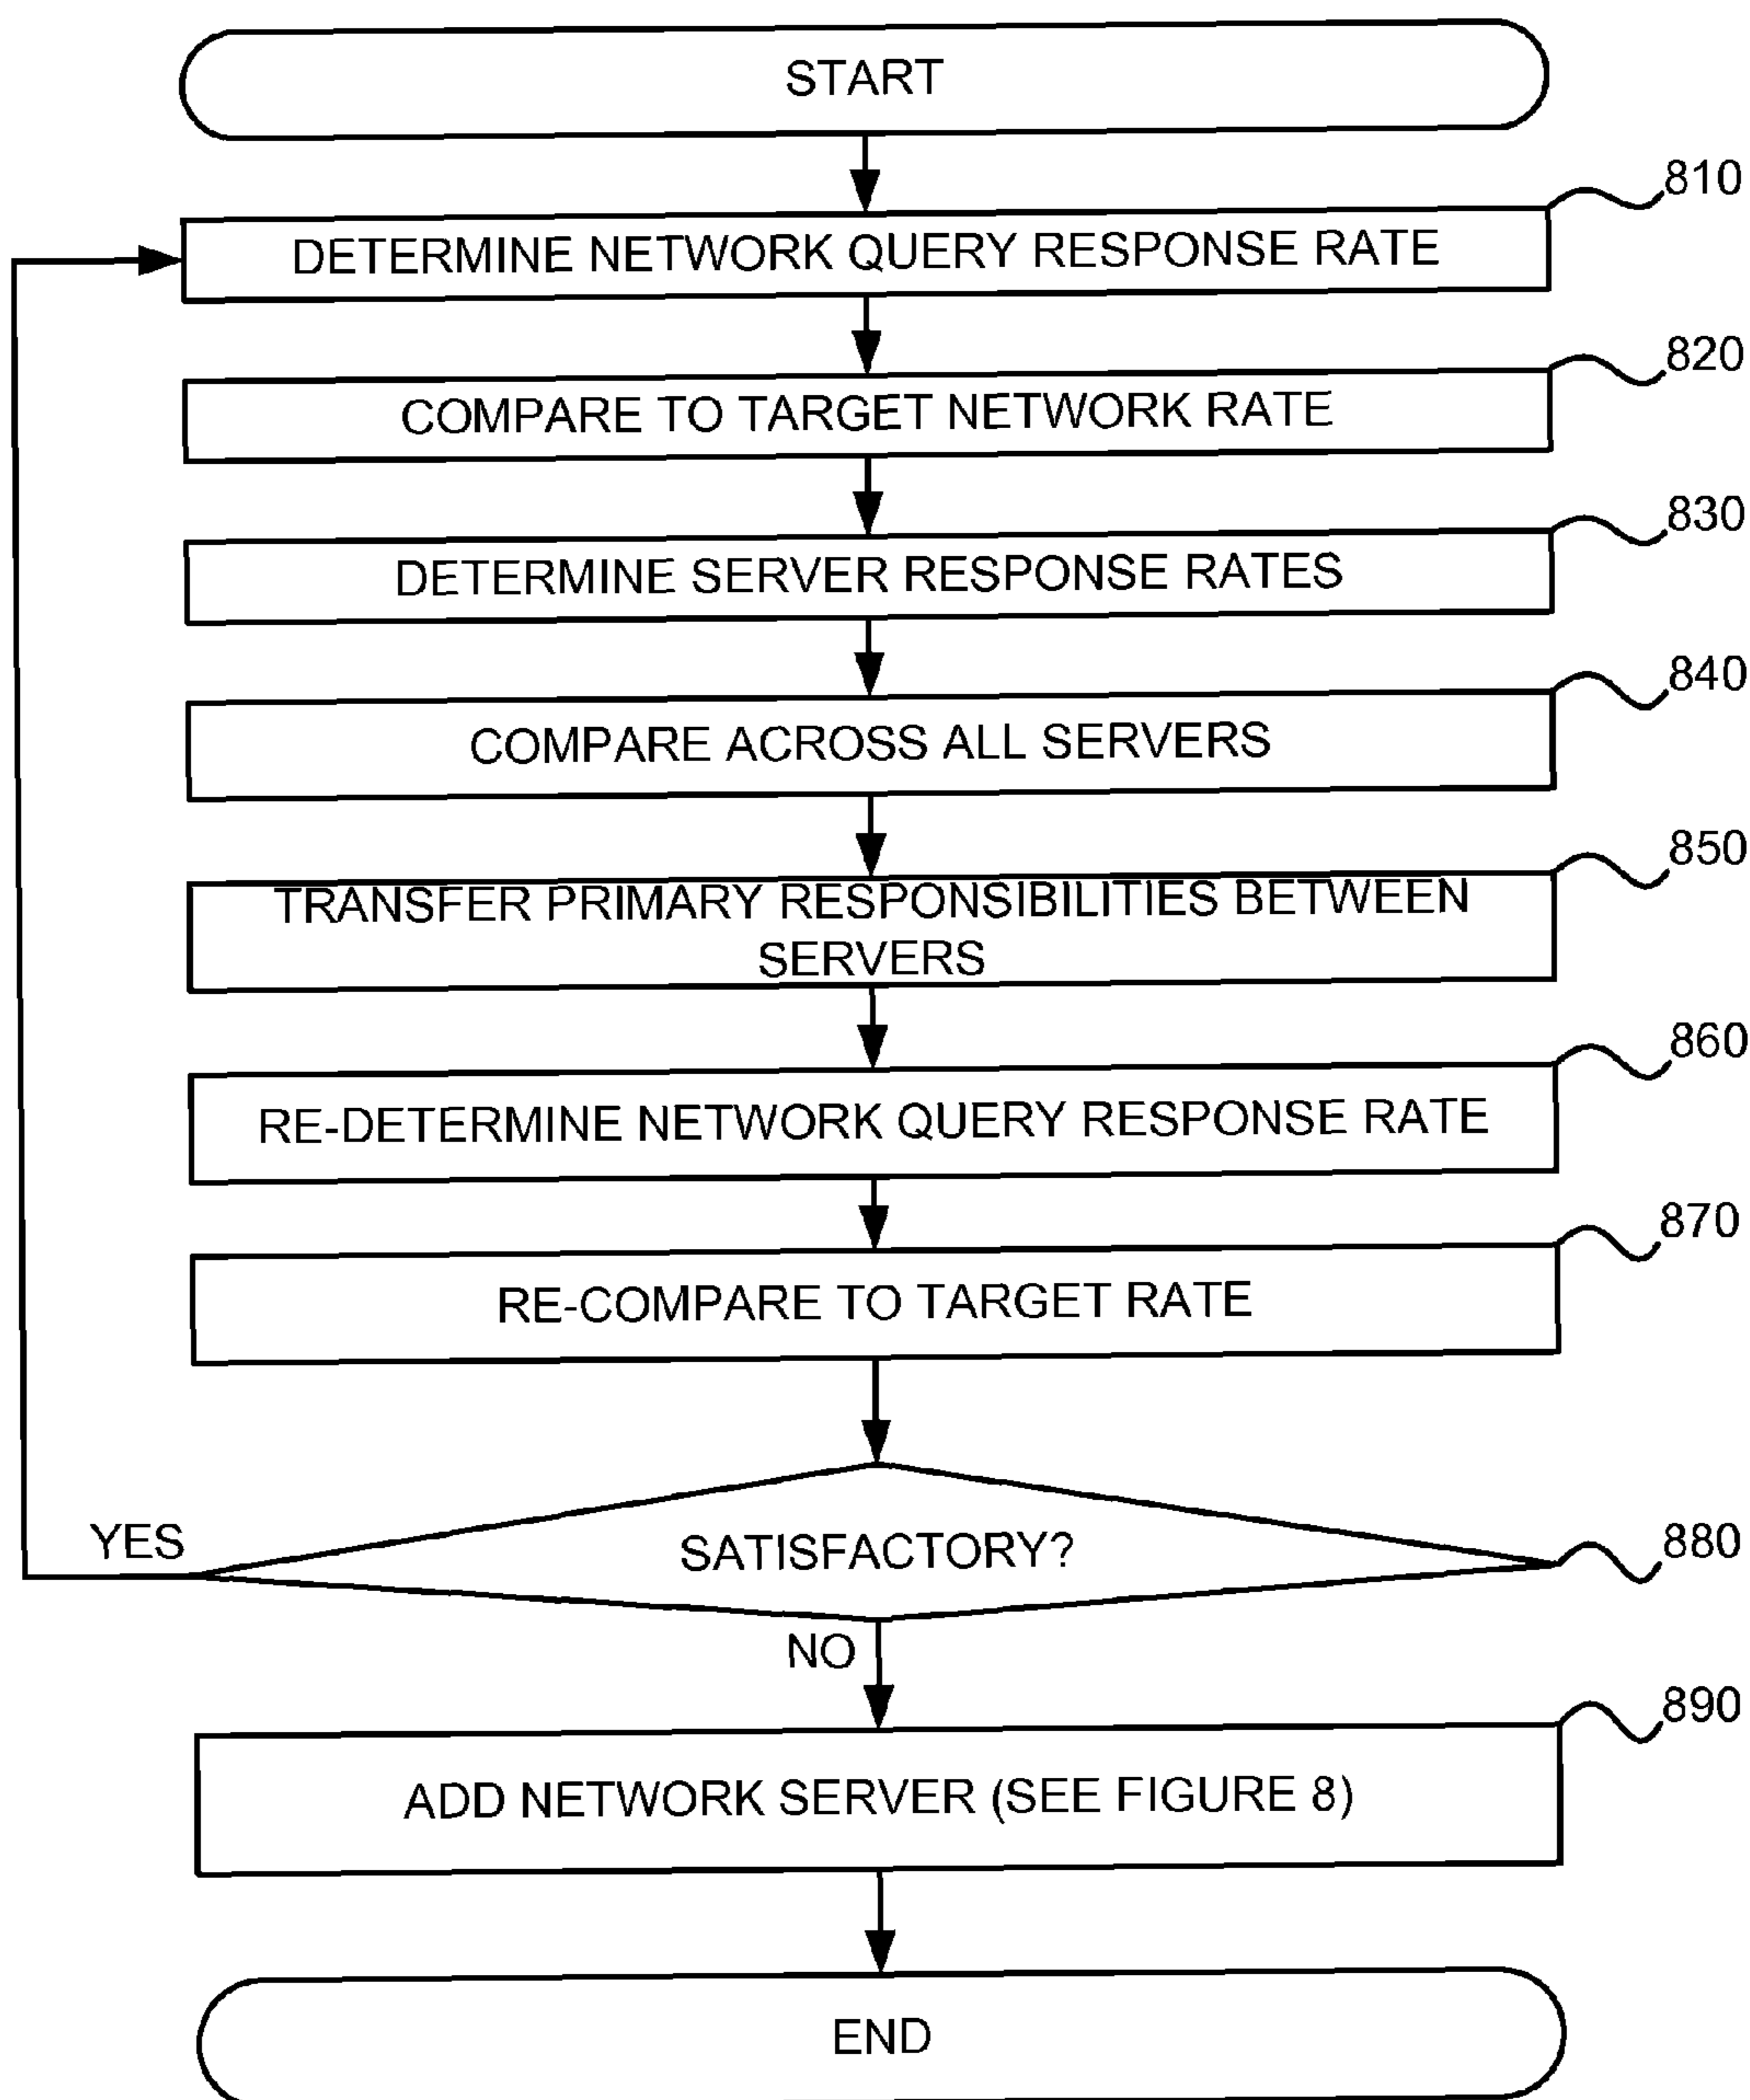 START
810
DETERMINE NETWORK QUERY RESPONSE RATE
820
COMPARE TO TARGET NETWORK RATE
830
DETERMINE SERVER RESPONSE RATES
840
COMPARE ACROSS ALL SERVERS
850
TRANSFER PRIMARY RESPONSIBILITIES BETWEEN
SERVERS
860
RE-DETERMINE NETWORK QUERY RESPONSE RATE
870
RE-COMPARE TO TARGET RATE
YES
SATISFACTORY?
880
NO
890
ADD NETWORK SERVER (SEE FIGURE 8)
END